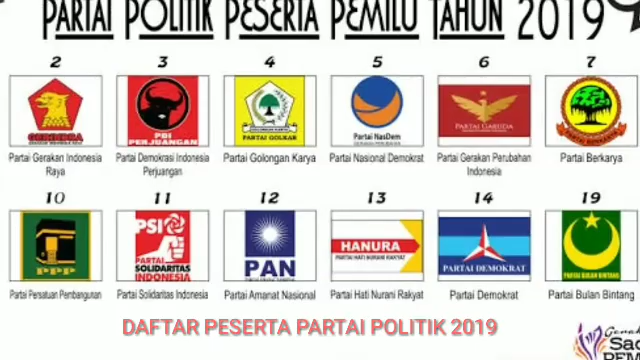 PARTAI POLITIK PESERTA PEMILU TAHUN 2019
2 3 4 5 6 7
GERINDRA
PDI
PERJUANGAN
PARTAI GOLKAR
Partai NasDem
PARTAI GARUDA
Partai Gerakan Indonesia
Raya
Partai Demokrasi Indonesia
Perjuangan
Partai Golongan Karya
Partai Nasional Demokrat
Partai Gerakan Perubahan
Indonesia
Partai Berkarya
10 11 12 13 14 19
PPP
PSI
PARTAI
SOLIDARITAS
INDONESIA
PAN
HANURA
PARTAI HATI NURANI RAKYAT
PARTAI DEMOKRAT
PARTAI BULAN BINTANG
Partai Persatuan Pembangunan
Partai Solidaritas Indonesia
Partai Amanat Nasional
Partai Hati Nurani Rakyat
Partai Demokrat
Partai Bulan Bintang
DAFTAR PESERTA PARTAI POLITIK 2019